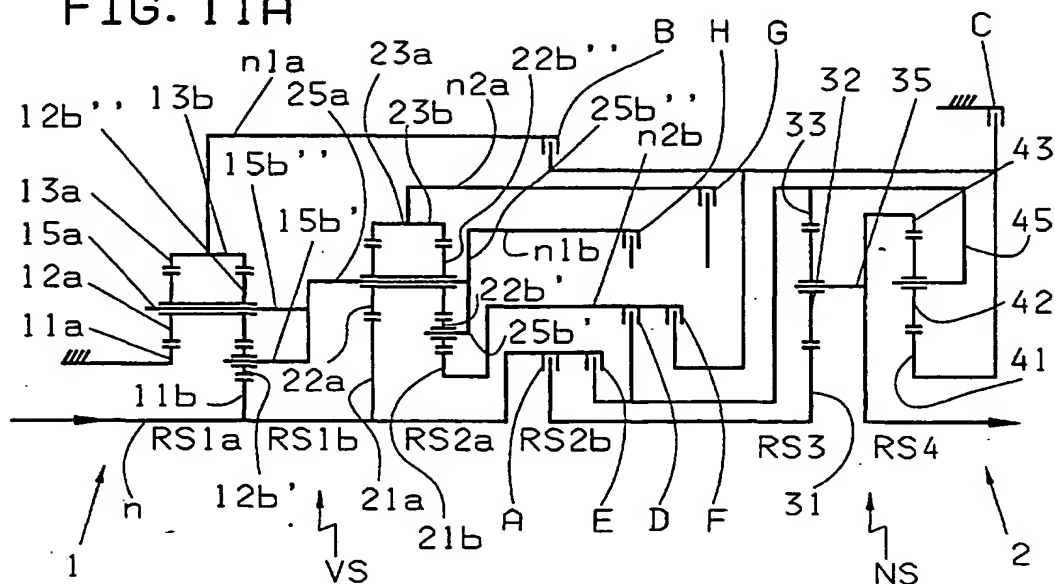 FIG. 11A
B H G C
n1a 23a 22b''
13b 25a n2a 32 35
12b'' 23b 25b'' n2b 33 43
13a 15b''
15a 15b' 45
12a n1b
11a 22b' 42
22a 25b' 41
11b
RS1a RS1b RS2a RS2b RS3 RS4
n 12b' 21a 21b A E D F 31
1 VS NS 2